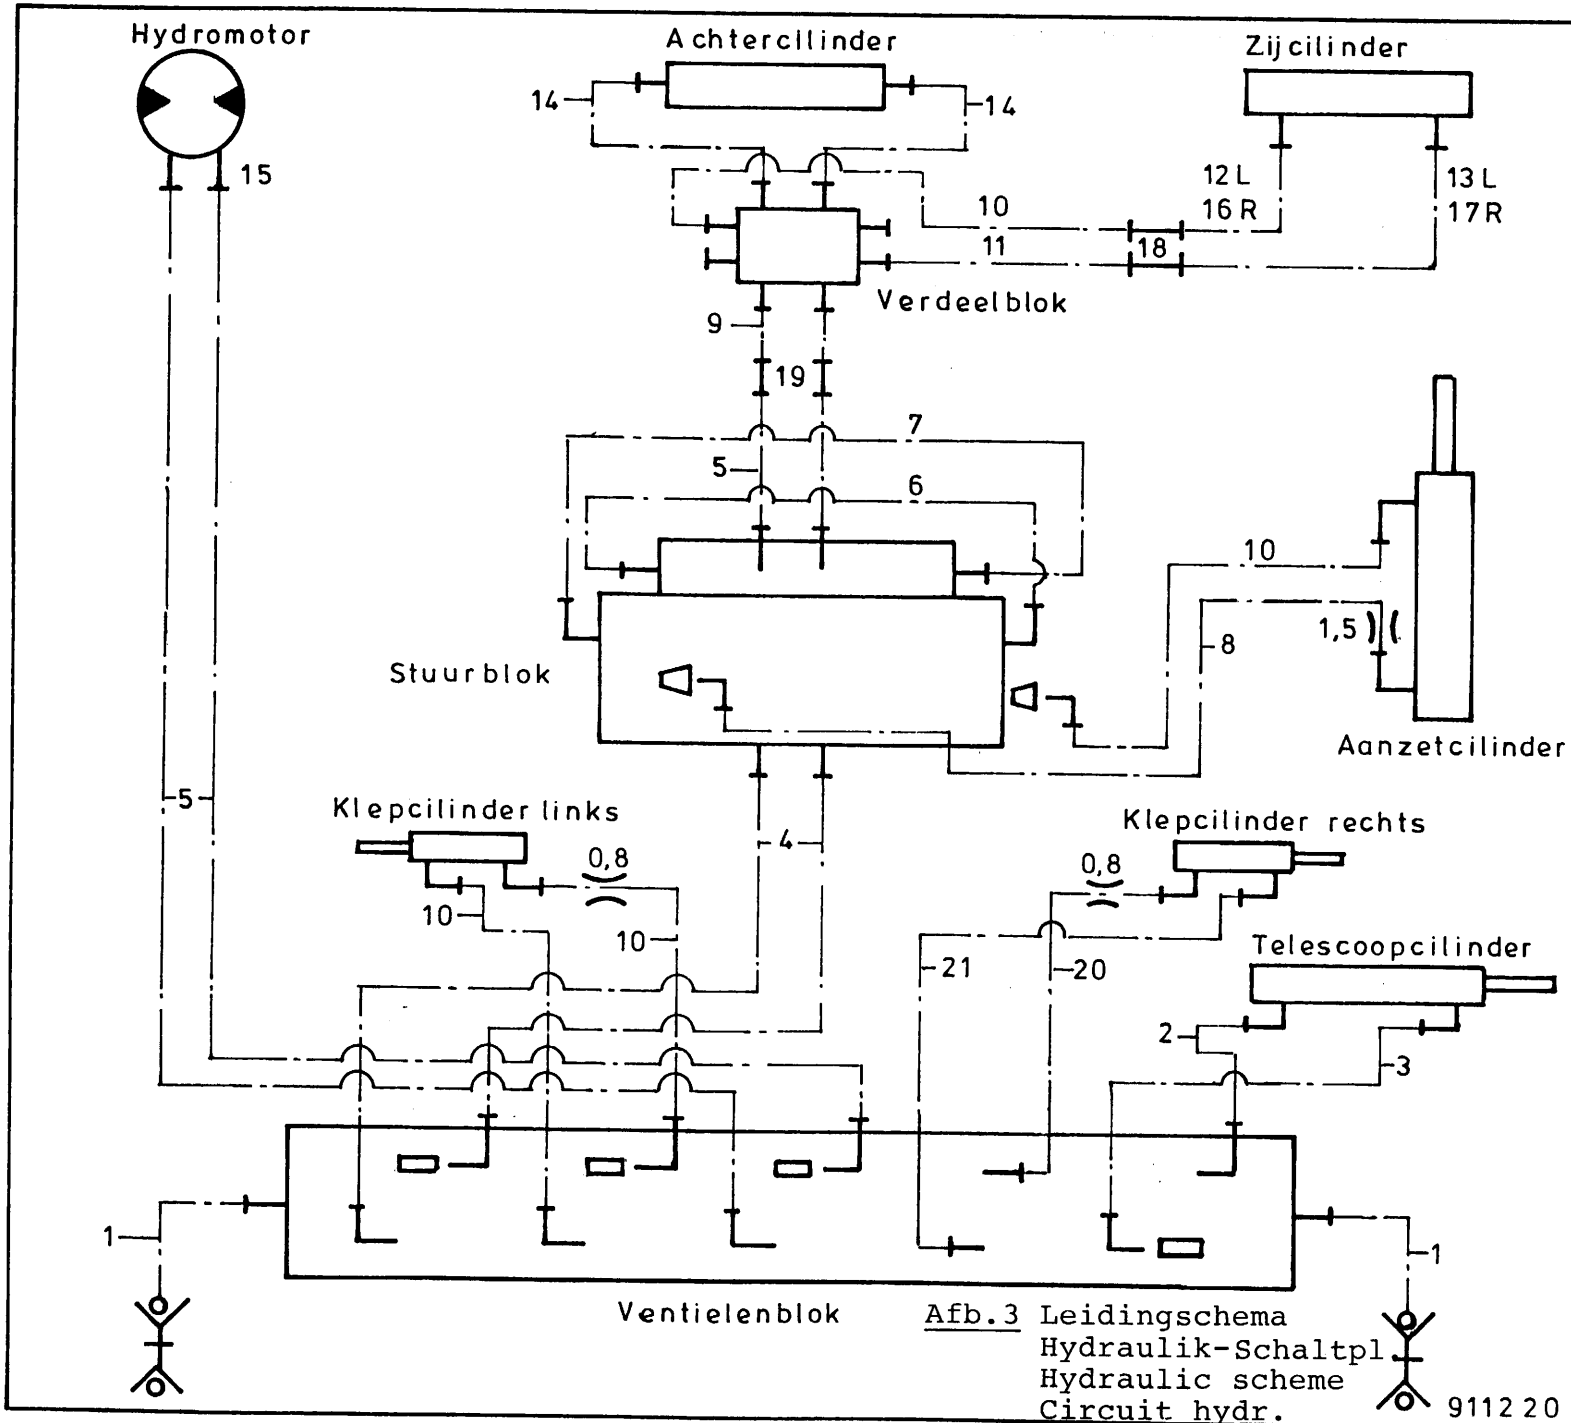 Hydromotor
Achtercilinder
Zijcilinder
14
14
15
12 L
16 R
13 L
17 R
10
11
18
Verdeelblok
9
19
7
5
6
10
1,5
8
Stuurblok
Aanzetcilinder
5
Klepcilinder links
4
Klepcilinder rechts
0,8
0,8
10
10
21
20
Telescoopcilinder
2
3
1
1
Ventielenblok
Afb.3 Leidingschema
Hydraulik-Schaltpl
Hydraulic scheme
Circuit hydr.
9112 20